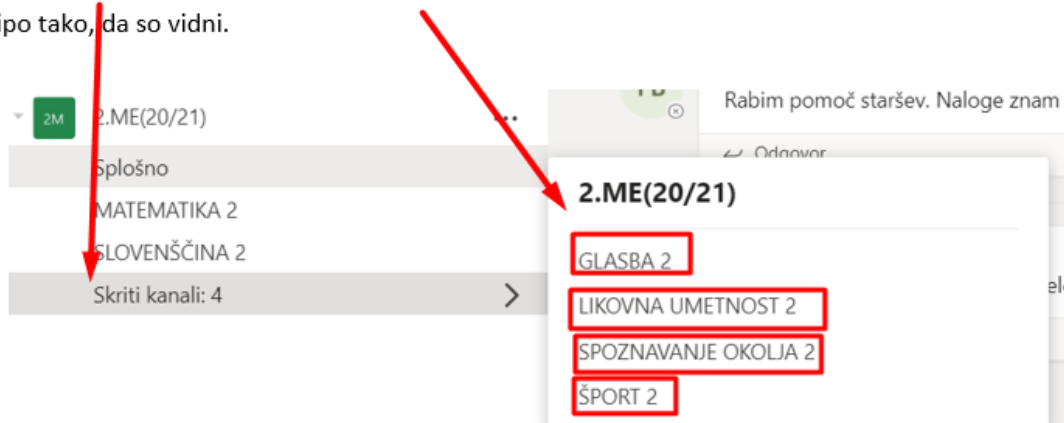 ipo tako, da so vidni.
2M
2.ME(20/21)
...
Splošno
MATEMATIKA 2
SLOVENŠČINA 2
Skriti kanali: 4
Rabim pomoč staršev. Naloge znam
Odgovor
2.ME(20/21)
GLASBA 2
LIKOVNA UMETNOST 2
SPOZNAVANJE OKOLJA 2
ŠPORT 2